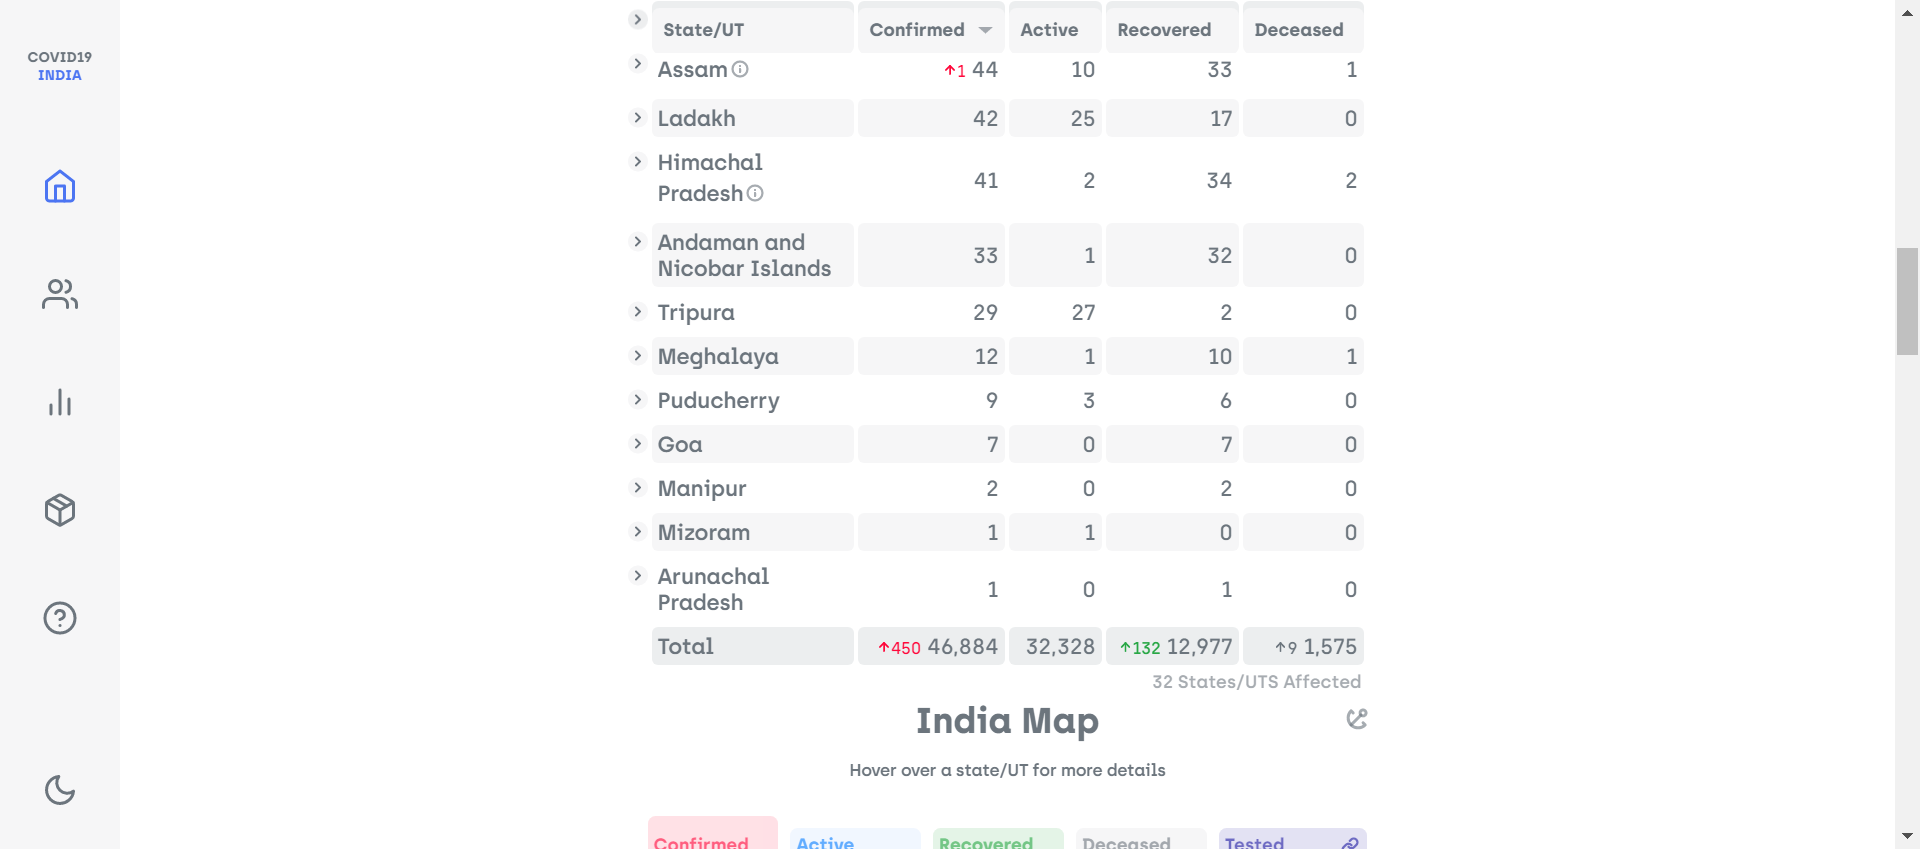 COVID19
INDIA
State/UT Confirmed Active Recovered Deceased
Assam ↑1 44 10 33 1
Ladakh 42 25 17 0
Himachal
Pradesh 41 2 34 2
Andaman and
Nicobar Islands 33 1 32 0
Tripura 29 27 2 0
Meghalaya 12 1 10 1
Puducherry 9 3 6 0
Goa 7 0 7 0
Manipur 2 0 2 0
Mizoram 1 1 0 0
Arunachal
Pradesh 1 0 1 0
Total ↑450 46,884 32,328 ↑132 12,977 ↑9 1,575
32 States/UTS Affected
India Map
Hover over a state/UT for more details
Confirmed Active Recovered Deceased Tested